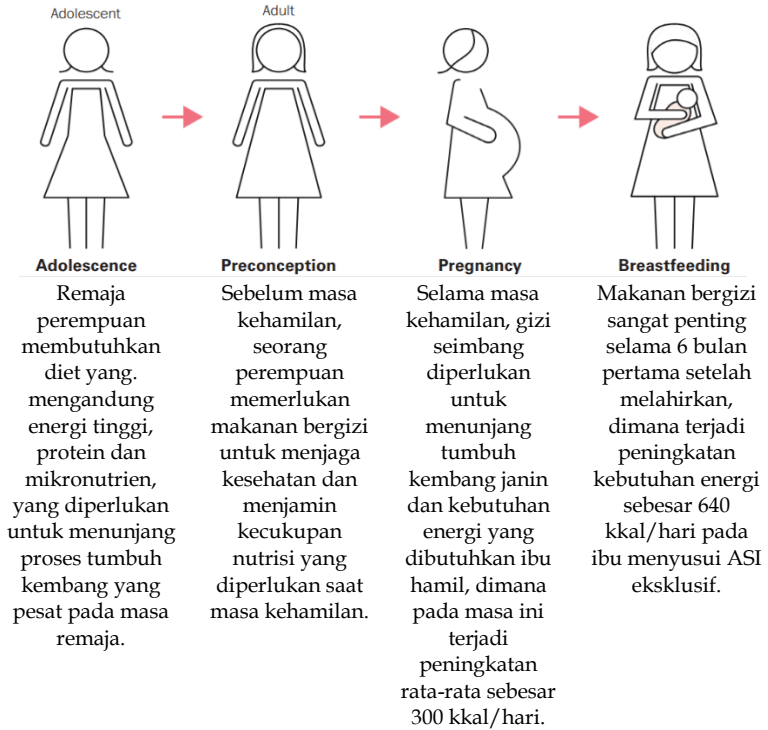 Adolescent
Adult
Adolescence
Remaja
perempuan
membutuhkan
diet yang.
mengandung
energi tinggi,
protein dan
mikronutrien,
yang diperlukan
untuk menunjang
proses tumbuh
kembang yang
pesat pada masa
remaja.
Preconception
Sebelum masa
kehamilan,
seorang
perempuan
memerlukan
makanan bergizi
untuk menjaga
kesehatan dan
menjamin
kecukupan
nutrisi yang
diperlukan saat
masa kehamilan.
Pregnancy
Selama masa
kehamilan, gizi
seimbang
diperlukan
untuk
menunjang
tumbuh
kembang janin
dan kebutuhan
energi yang
dibutuhkan ibu
hamil, dimana
pada masa ini
terjadi
peningkatan
rata-rata sebesar
300 kkal/hari.
Breastfeeding
Makanan bergizi
sangat penting
selama 6 bulan
pertama setelah
melahirkan,
dimana terjadi
peningkatan
kebutuhan energi
sebesar 640
kkal/hari pada
ibu menyusui ASI
eksklusif.